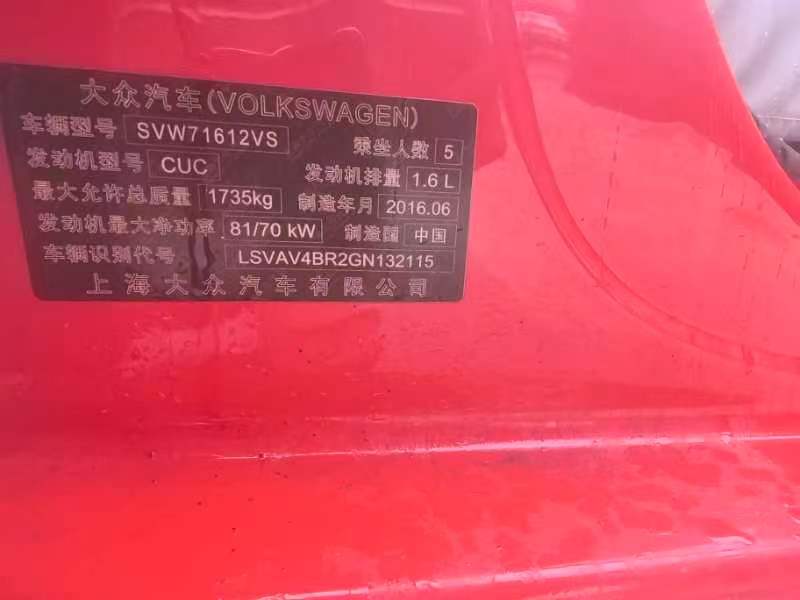 大众汽车(VOLKSWAGEN)
车辆型号 SVW71612VS 乘坐人数 5
发动机型号 CUC 发动机排量 1.6 L
最大允许总质量 1735kg 制造年月 2016.06
发动机最大净功率 81/70 kW 制造国 中国
车辆识别代号 LSVAV4BR2GN132115
上海大众汽车有限公司